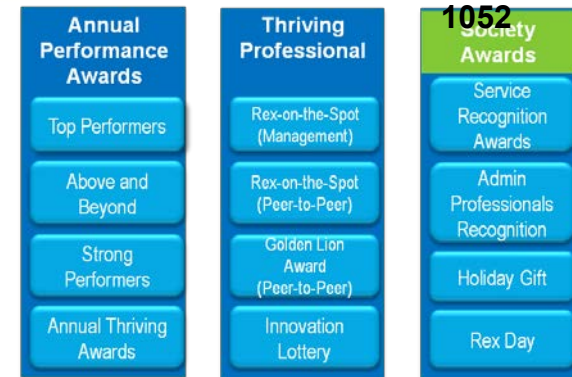 Annual
Performance
Awards
Top Performers
Above and
Beyond
Strong
Performers
Annual Thriving
Awards
Thriving
Professional
Rex-on-the-Spot
(Management)
Rex-on-the-Spot
(Peer-to-Peer)
Golden Lion
Award
(Peer-to-Peer)
Innovation
Lottery
1052
Society
Awards
Service
Recognition
Awards
Admin
Professionals
Recognition
Holiday Gift
Rex Day